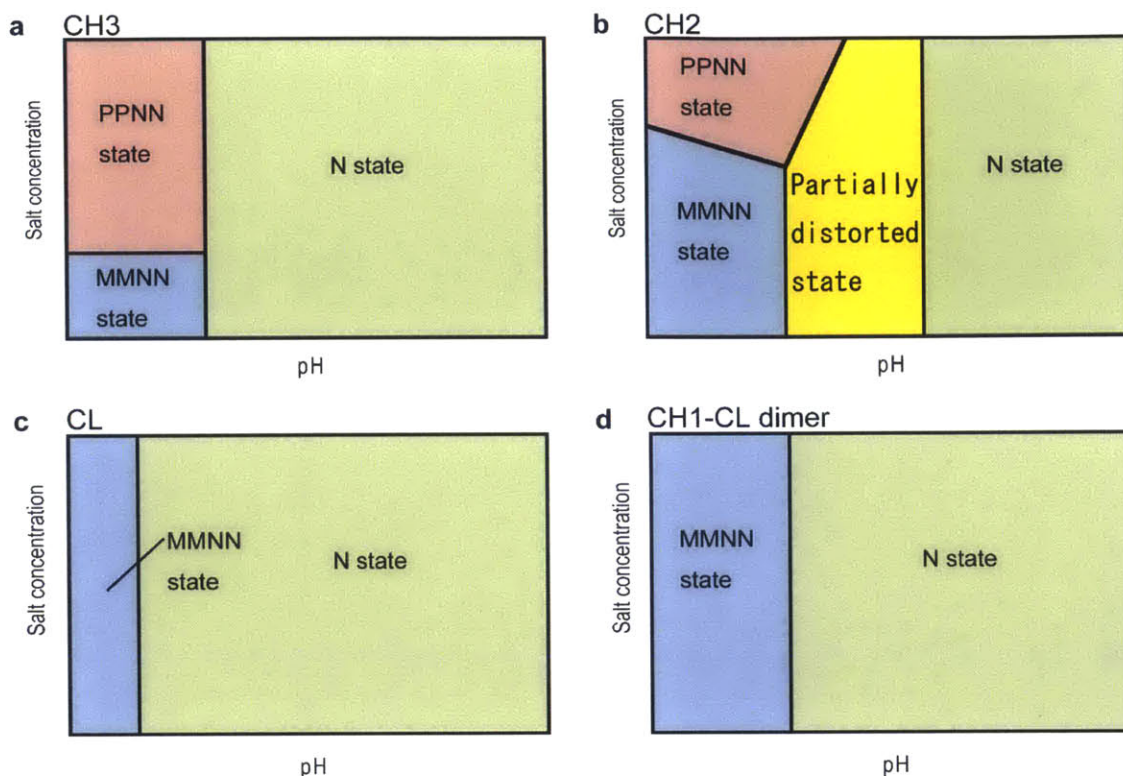 a CH3
PPNN
state
N state
MMNN
state
Salt concentration
pH
b CH2
PPNN
state
N state
MMNN
state
Partially
distorted
state
Salt concentration
pH
c CL
MMNN
state
N state
Salt concentration
pH
d CH1-CL dimer
MMNN
state
N state
Salt concentration
pH